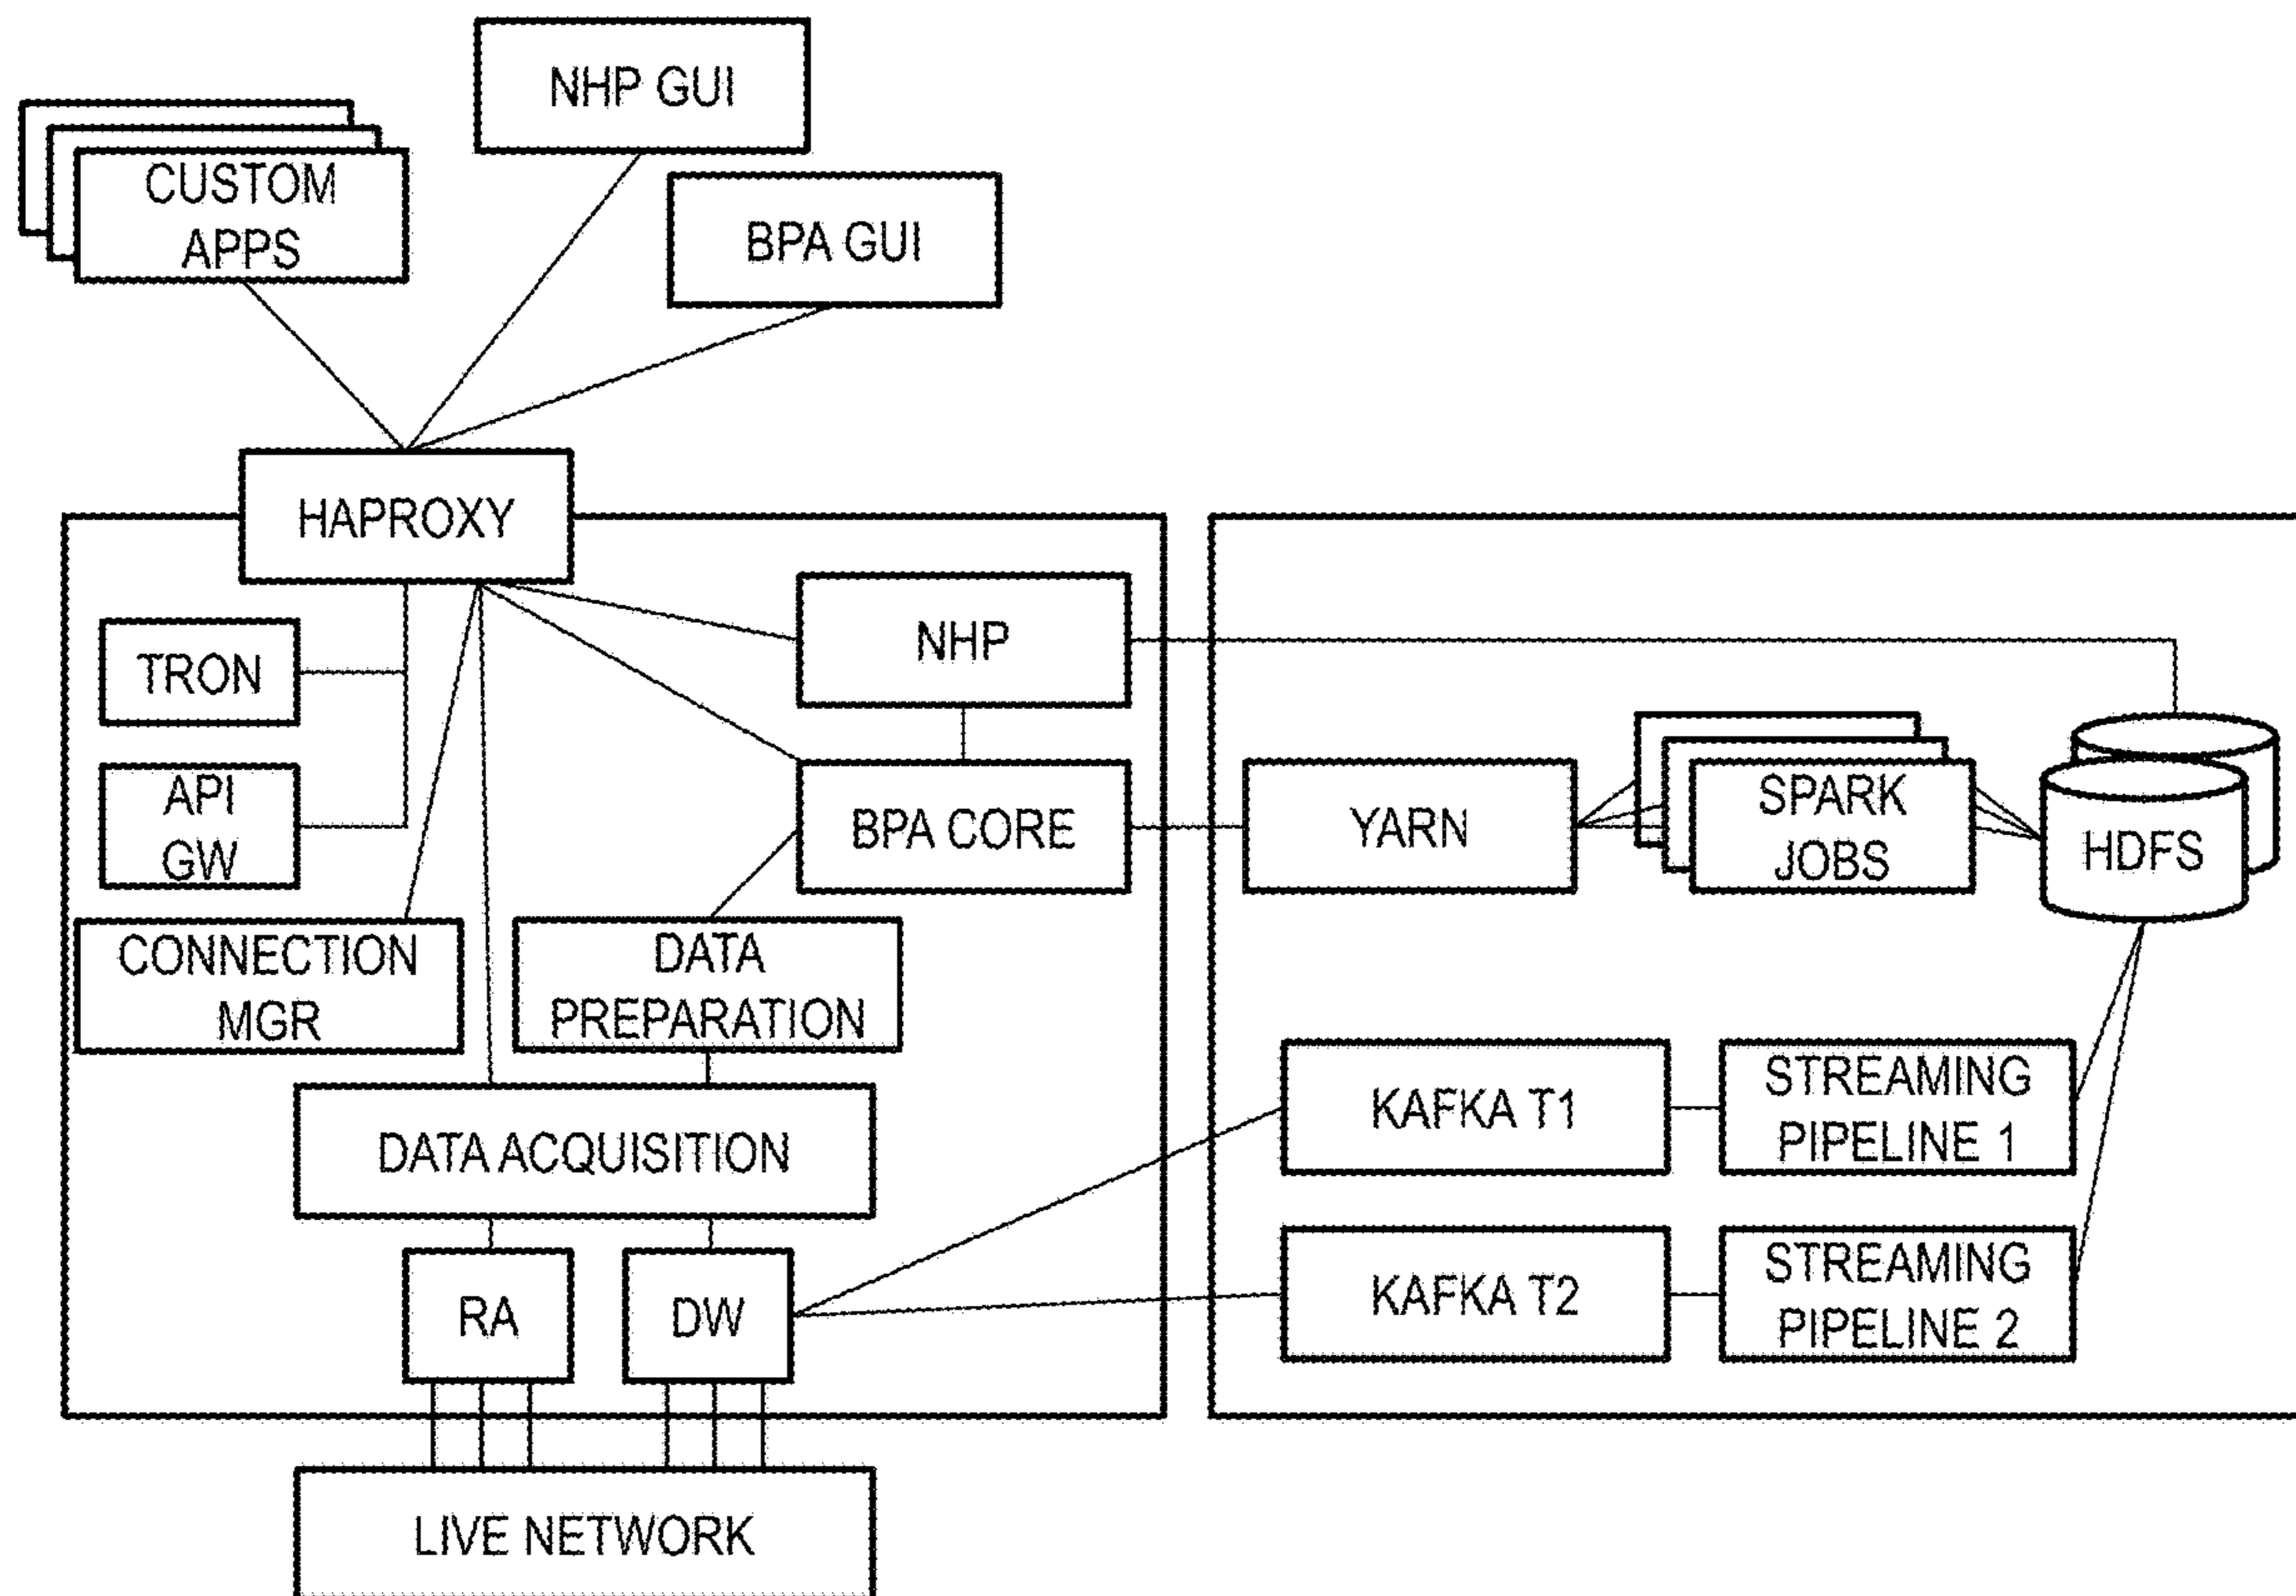 NHP GUI
CUSTOM
APPS
BPA GUI
HAPROXY
NHP
TRON
API
GW
BPA CORE
YARN
SPARK
JOBS
HDFS
CONNECTION
MGR
DATA
PREPARATION
DATA ACQUISITION
KAFKA T1
STREAMING
PIPELINE 1
RA
DW
KAFKA T2
STREAMING
PIPELINE 2
LIVE NETWORK